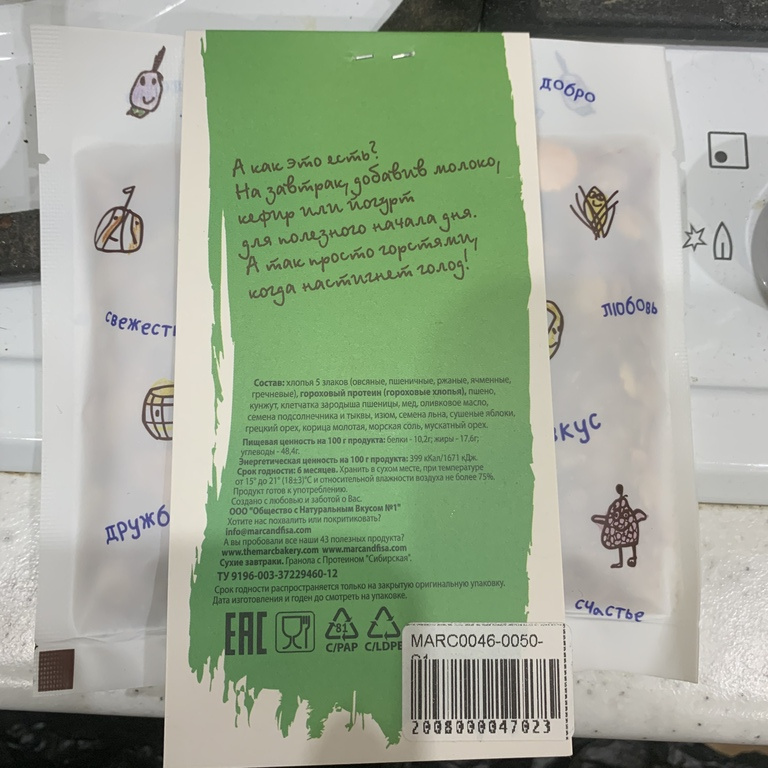 добро
А как это есть?
На завтрак, добавив молоко,
кефир или йогурт
для полезного начала дня.
А так просто горстями,
когда настигнет голод!
свежесть
любовь
Состав: хлопья 5 злаков (овсяные, пшеничные, ржаные, ячменные,
гречневые), гороховый протеин (гороховые хлопья), пшено,
кунжут, клетчатка зародыша пшеницы, мед, оливковое масло,
семена подсолнечника и тыквы, изюм, семена льна, сушеные яблоки,
грецкий орех, корица молотая, морская соль, мускатный орех.
Пищевая ценность на 100 г продукта: белки - 10,2г; жиры - 17,6г;
углеводы - 48,4г.
Энергетическая ценность на 100 г продукта: 399 кКал/1671 кДж.
Срок годности: 6 месяцев. Хранить в сухом месте, при температуре
от 15° до 21° (18±3)°С и относительной влажности воздуха не более 75%.
Продукт готов к употреблению.
Создано с любовью и заботой о Вас.
ООО "Общество с Натуральным Вкусом №1"
Хотите нас похвалить или покритиковать?
info@marcandfisa.com
А вы пробовали все наши 43 полезных продукта?
www.themarcbakery.com www.marcandfisa.com
Сухие завтраки. Гранола с Протеином "Сибирская".
ТУ 9196-003-37229460-12
Срок годности распространяется только на закрытую оригинальную упаковку.
Дата изготовления и годен до смотреть на упаковке.
кус
дружб
счастье
EAC
81
C/PAP C/LDPE
MARC0046-0050-
2008000047023